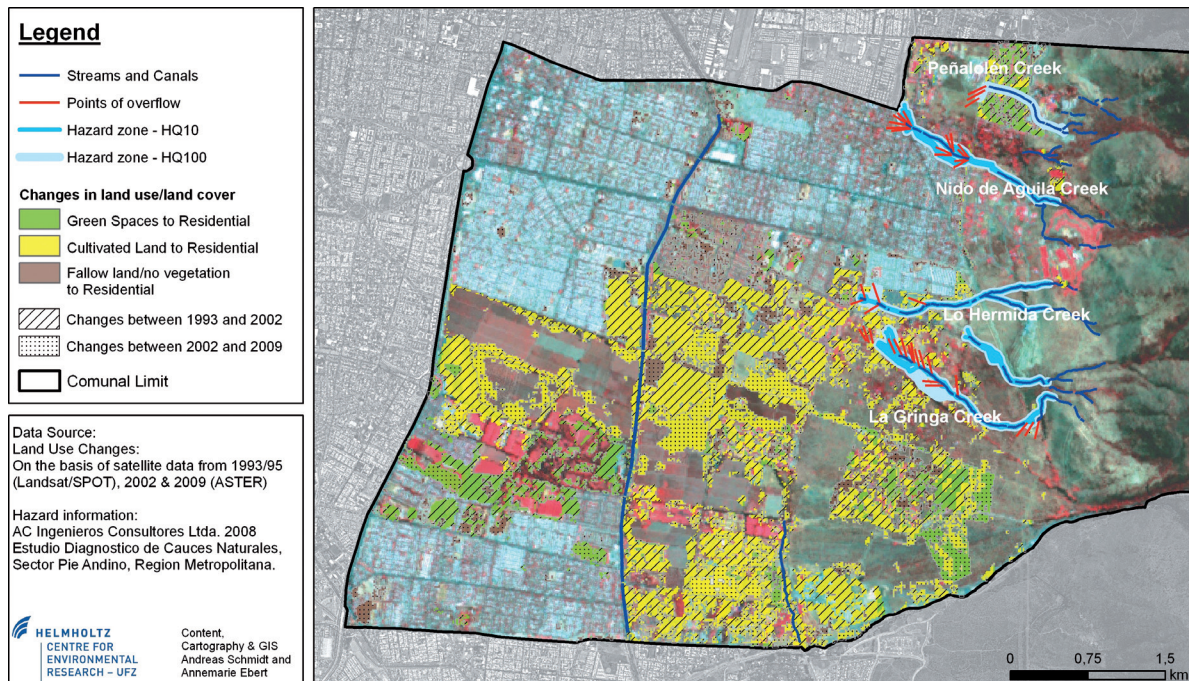 Legend
Streams and Canals
Points of overflow
Hazard zone - HQ10
Hazard zone - HQ100
Changes in land use/land cover
Green Spaces to Residential
Cultivated Land to Residential
Fallow land/no vegetation
to Residential
Changes between 1993 and 2002
Changes between 2002 and 2009
Comunal Limit
Data Source:
Land Use Changes:
On the basis of satellite data from 1993/95
(Landsat/SPOT), 2002 & 2009 (ASTER)
Hazard information:
AC Ingenieros Consultores Ltda. 2008
Estudio Diagnostico de Cauces Naturales,
Sector Pie Andino, Region Metropolitana.
HELMHOLTZ
CENTRE FOR
ENVIRONMENTAL
RESEARCH – UFZ
Content,
Cartography & GIS
Andreas Schmidt and
Annemarie Ebert
Peñalolén Creek
Nido de Aguila Creek
Lo Hermida Creek
La Gringa Creek
0 0,75 1,5
km